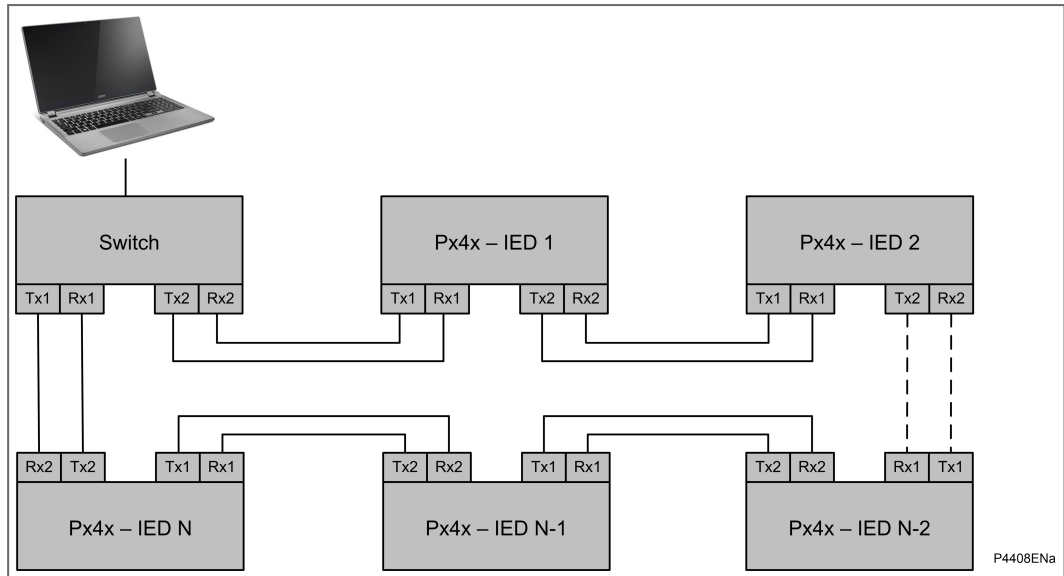 Switch Px4x – IED 1 Px4x – IED 2
Tx1 Rx1 Tx2 Rx2 Tx1 Rx1 Tx2 Rx2 Tx1 Rx1 Tx2 Rx2
Rx2 Tx2 Tx1 Rx1 Tx2 Rx2 Tx1 Rx1 Tx2 Rx2 Rx1 Tx1
Px4x – IED N Px4x – IED N-1 Px4x – IED N-2
P4408ENa